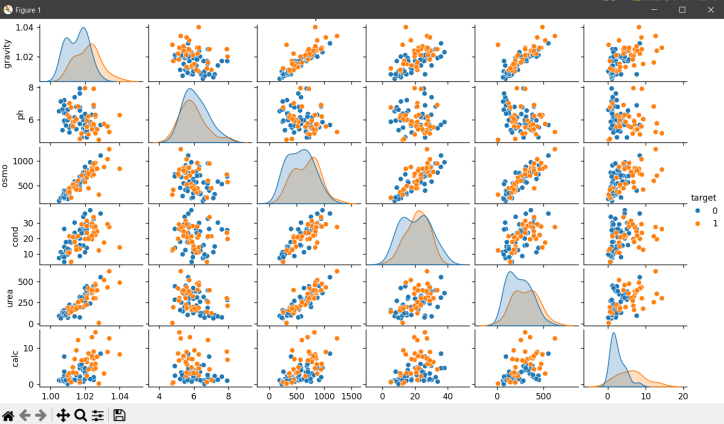 Figure 1
gravity
1.04
1.02
ph
8
6
osmo
1000
500
cond
30
20
10
urea
500
250
0
calc
10
0
1.00 1.02 1.04
4 6 8
0 500 1000 1500
0 20 40
0 500
0 10 20
target
0
1